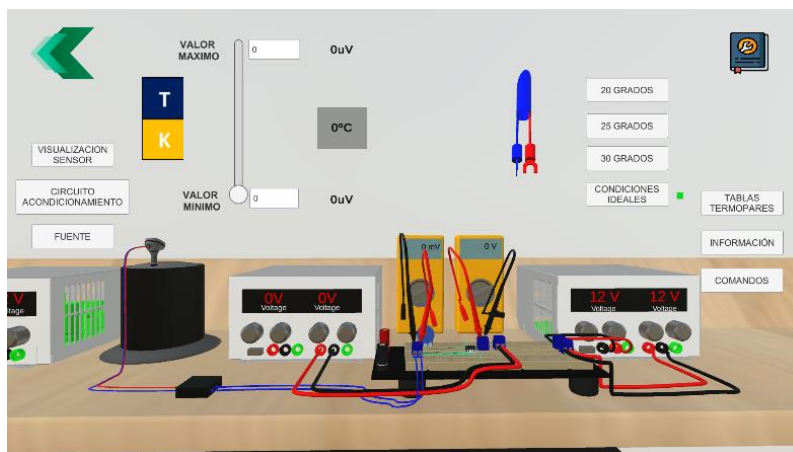 VALOR
MAXIMO
0
0uV
T
K
0ºC
VALOR
MINIMO
0
0uV
VISUALIZACION
SENSOR
CIRCUITO
ACONDICIONAMIENTO
FUENTE
20 GRADOS
25 GRADOS
30 GRADOS
CONDICIONES
IDEALES
TABLAS
TERMOPARES
INFORMACIÓN
COMANDOS
V
ltage
0V 0V
Voltage Voltage
0 mV
0 V
12 V 12 V
Voltage Voltage